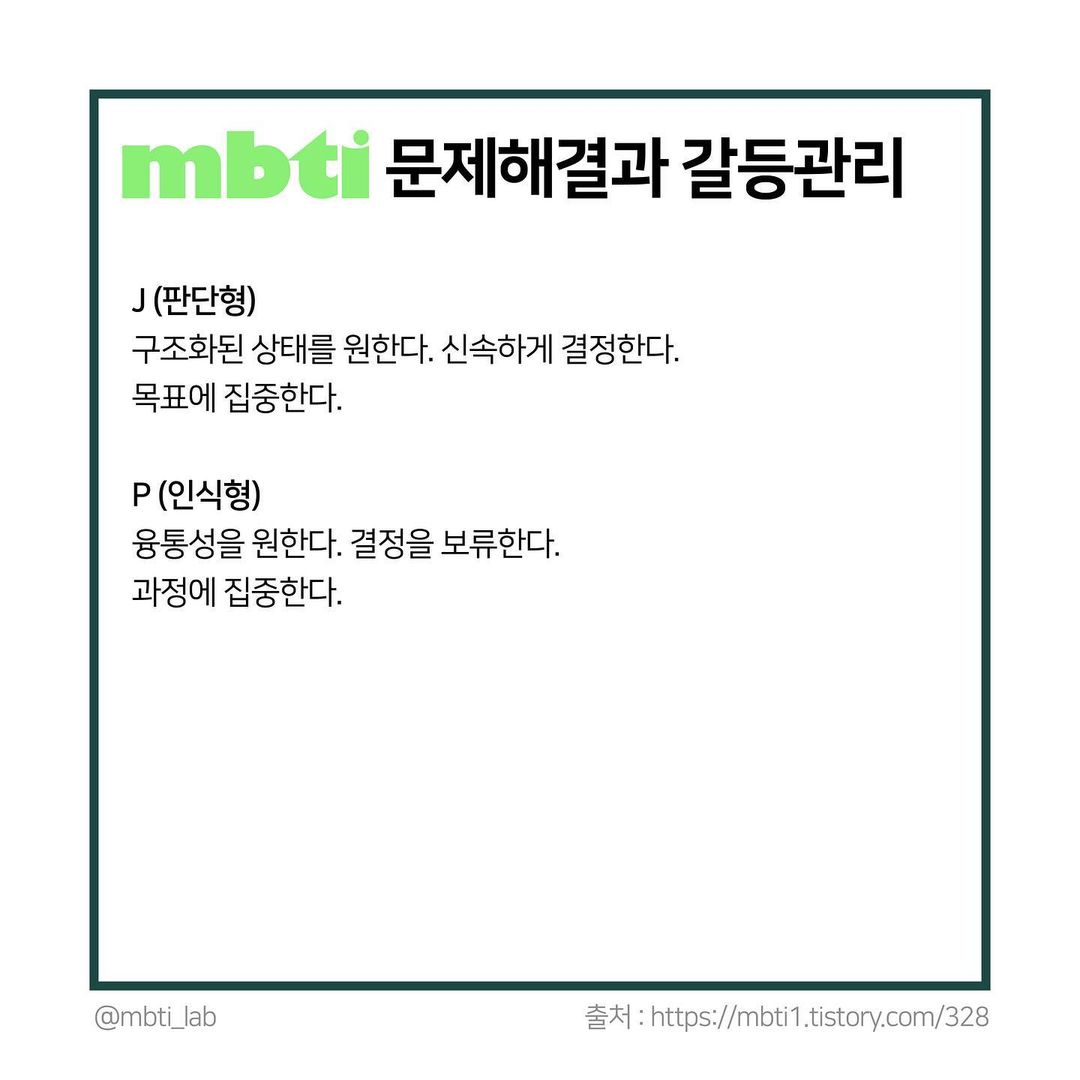 mbti 문제해결과 갈등관리
J (판단형)
구조화된 상태를 원한다. 신속하게 결정한다.
목표에 집중한다.
P (인식형)
융통성을 원한다. 결정을 보류한다.
과정에 집중한다.
@mbti_lab
출처 : https://mbti1.tistory.com/328